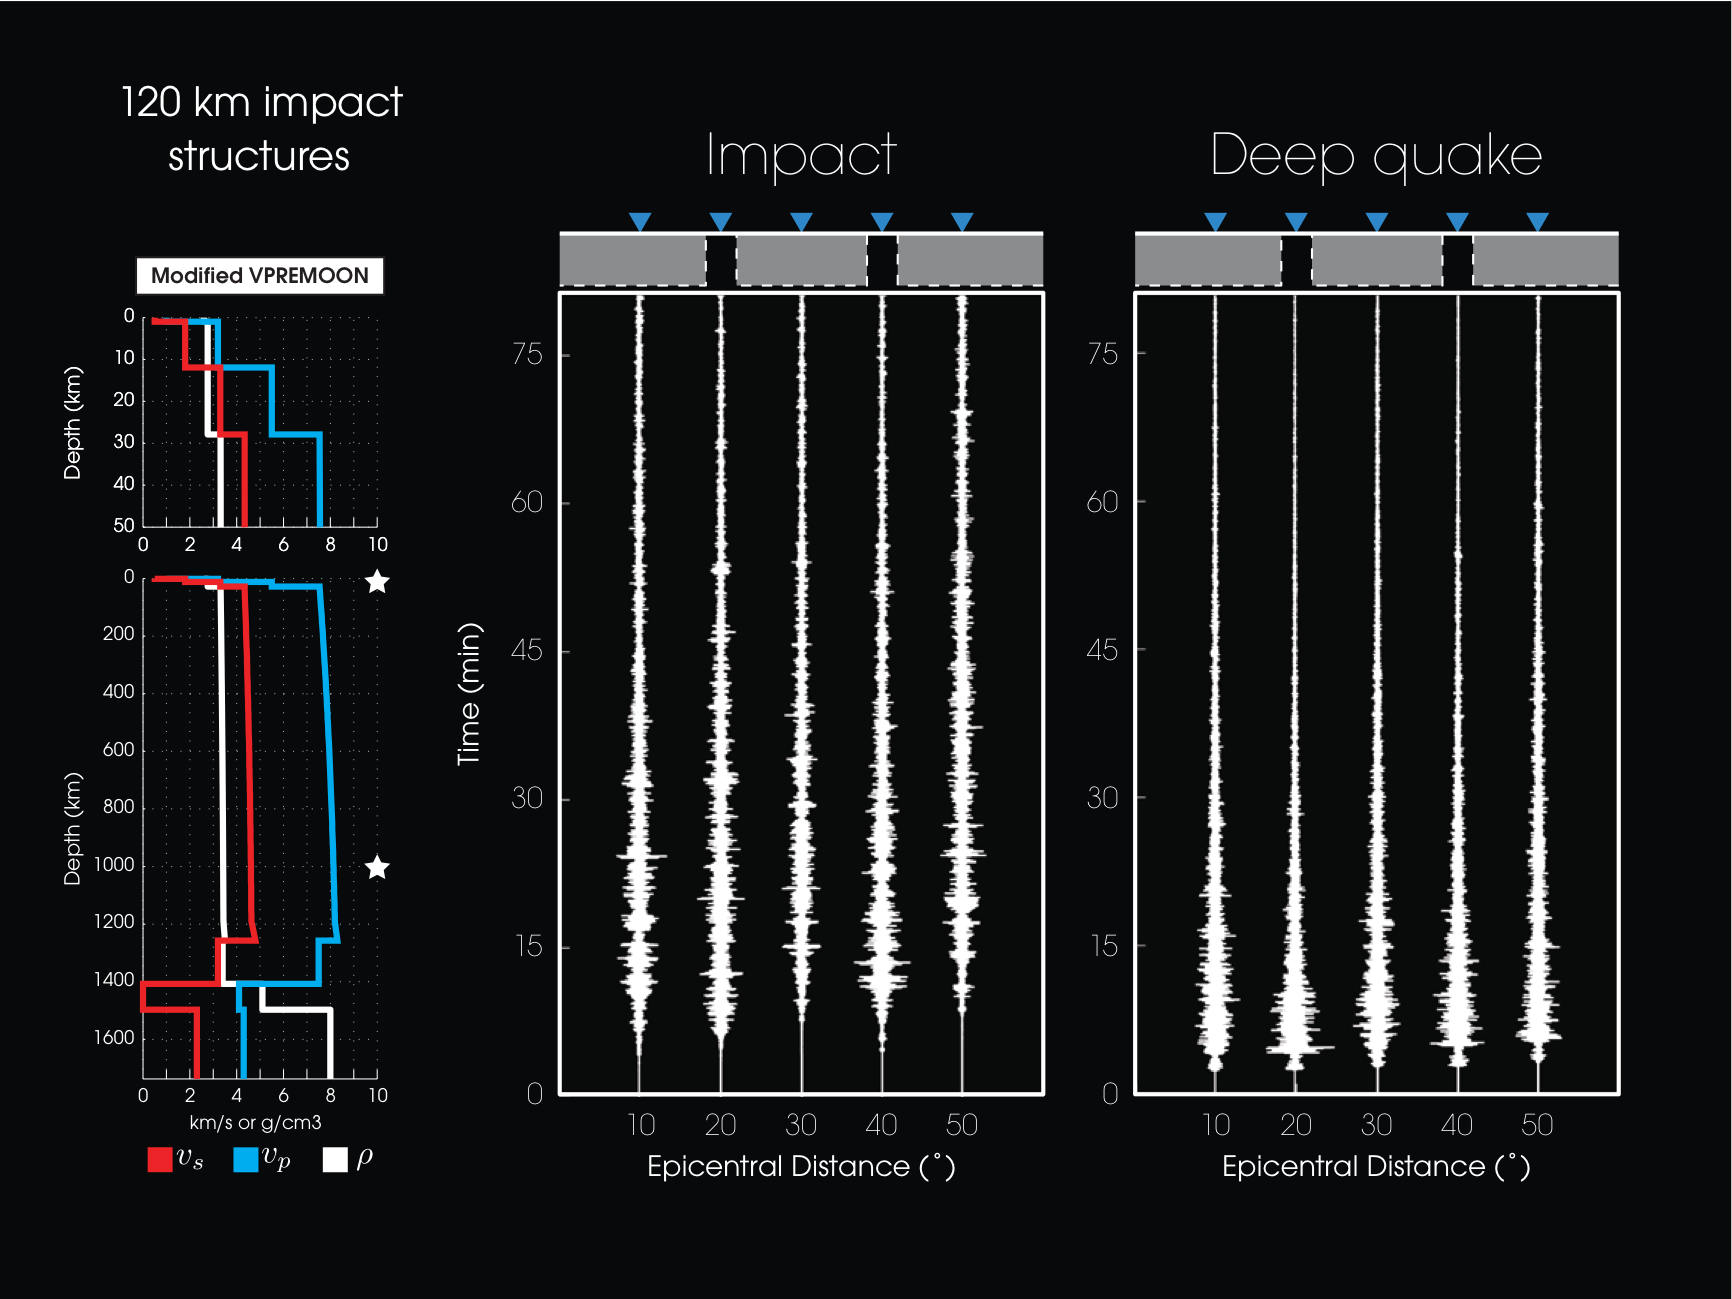 120 km impact
structures
Modified VPREMOON
Depth (km)
0
10
20
30
40
50
0 2 4 6 8 10
Depth (km)
0
200
400
600
800
1000
1200
1400
1600
0 2 4 6 8 10
km/s or g/cm3
vs vp ρ
Impact
Time (min)
75
60
45
30
15
0
10 20 30 40 50
Epicentral Distance (°)
Deep quake
75
60
45
30
15
0
10 20 30 40 50
Epicentral Distance (°)